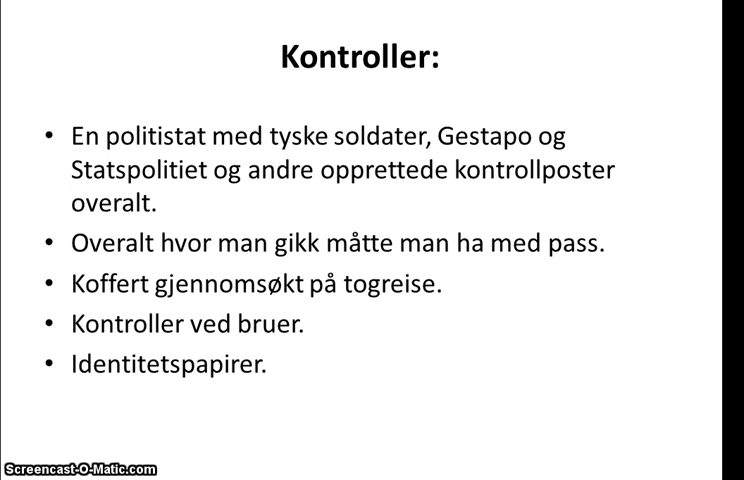 Kontroller:
• En politistat med tyske soldater, Gestapo og
Statspolitiet og andre opprettede kontrollposter
overalt.
• Overalt hvor man gikk måtte man ha med pass.
• Koffert gjennomsøkt på togreise.
• Kontroller ved bruer.
• Identitetspapirer.
Screencast-O-Matic.com